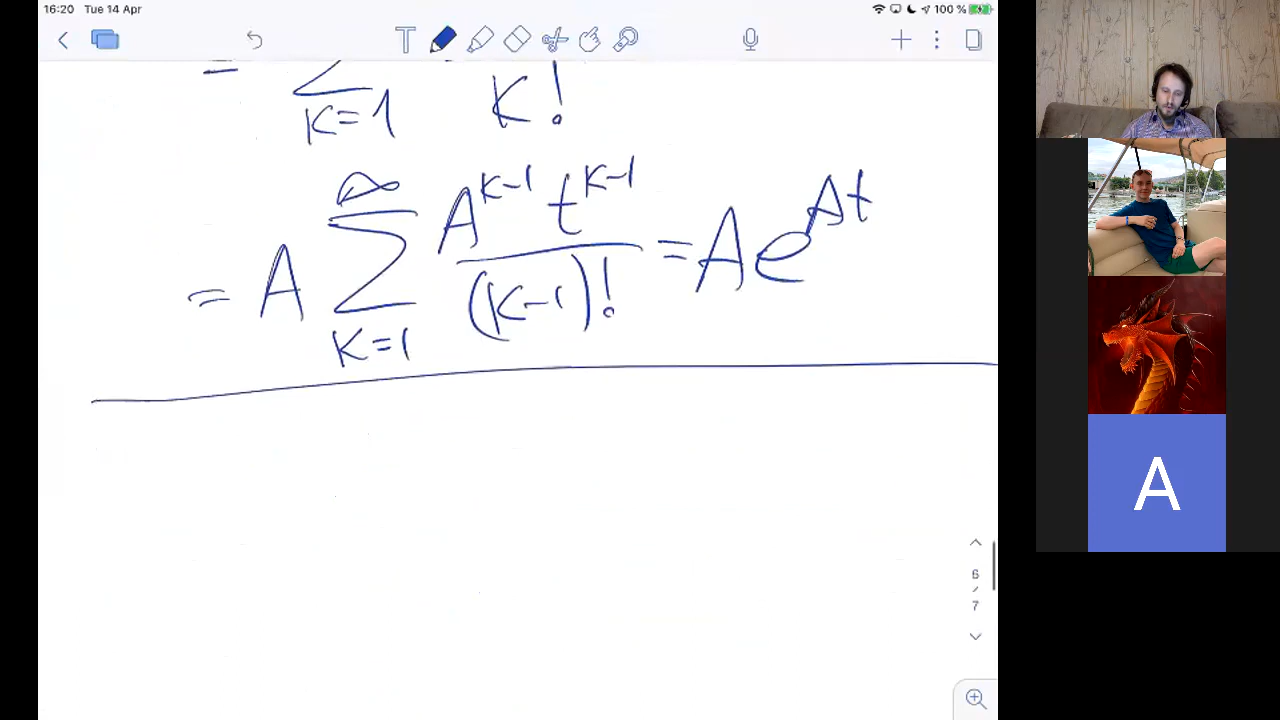 16:20 Tue 14 Apr 100 %
T
= ∑ K=1 K!
= A ∑ K=1 ∞ A^{K-1} t^{K-1} / (K-1)! = A e^{At}
6
/
7
A